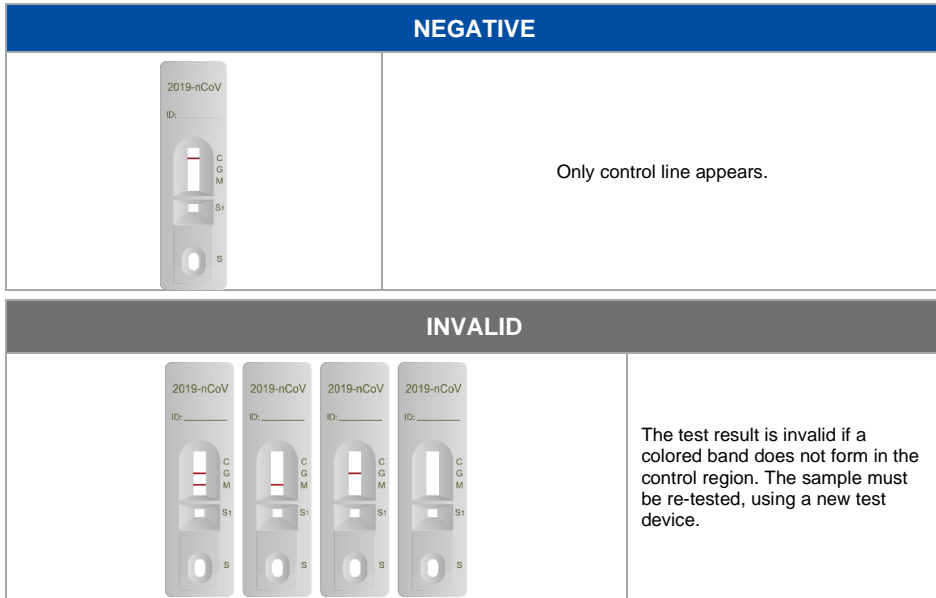 NEGATIVE
2019-nCoV
ID:
C
G
M
S1
S
Only control line appears.
INVALID
2019-nCoV 2019-nCoV 2019-nCoV 2019-nCoV
ID: ID: ID: ID:
C C C C
G G G G
M M M M
S1 S1 S1 S1
S S S S
The test result is invalid if a
colored band does not form in the
control region. The sample must
be re-tested, using a new test
device.